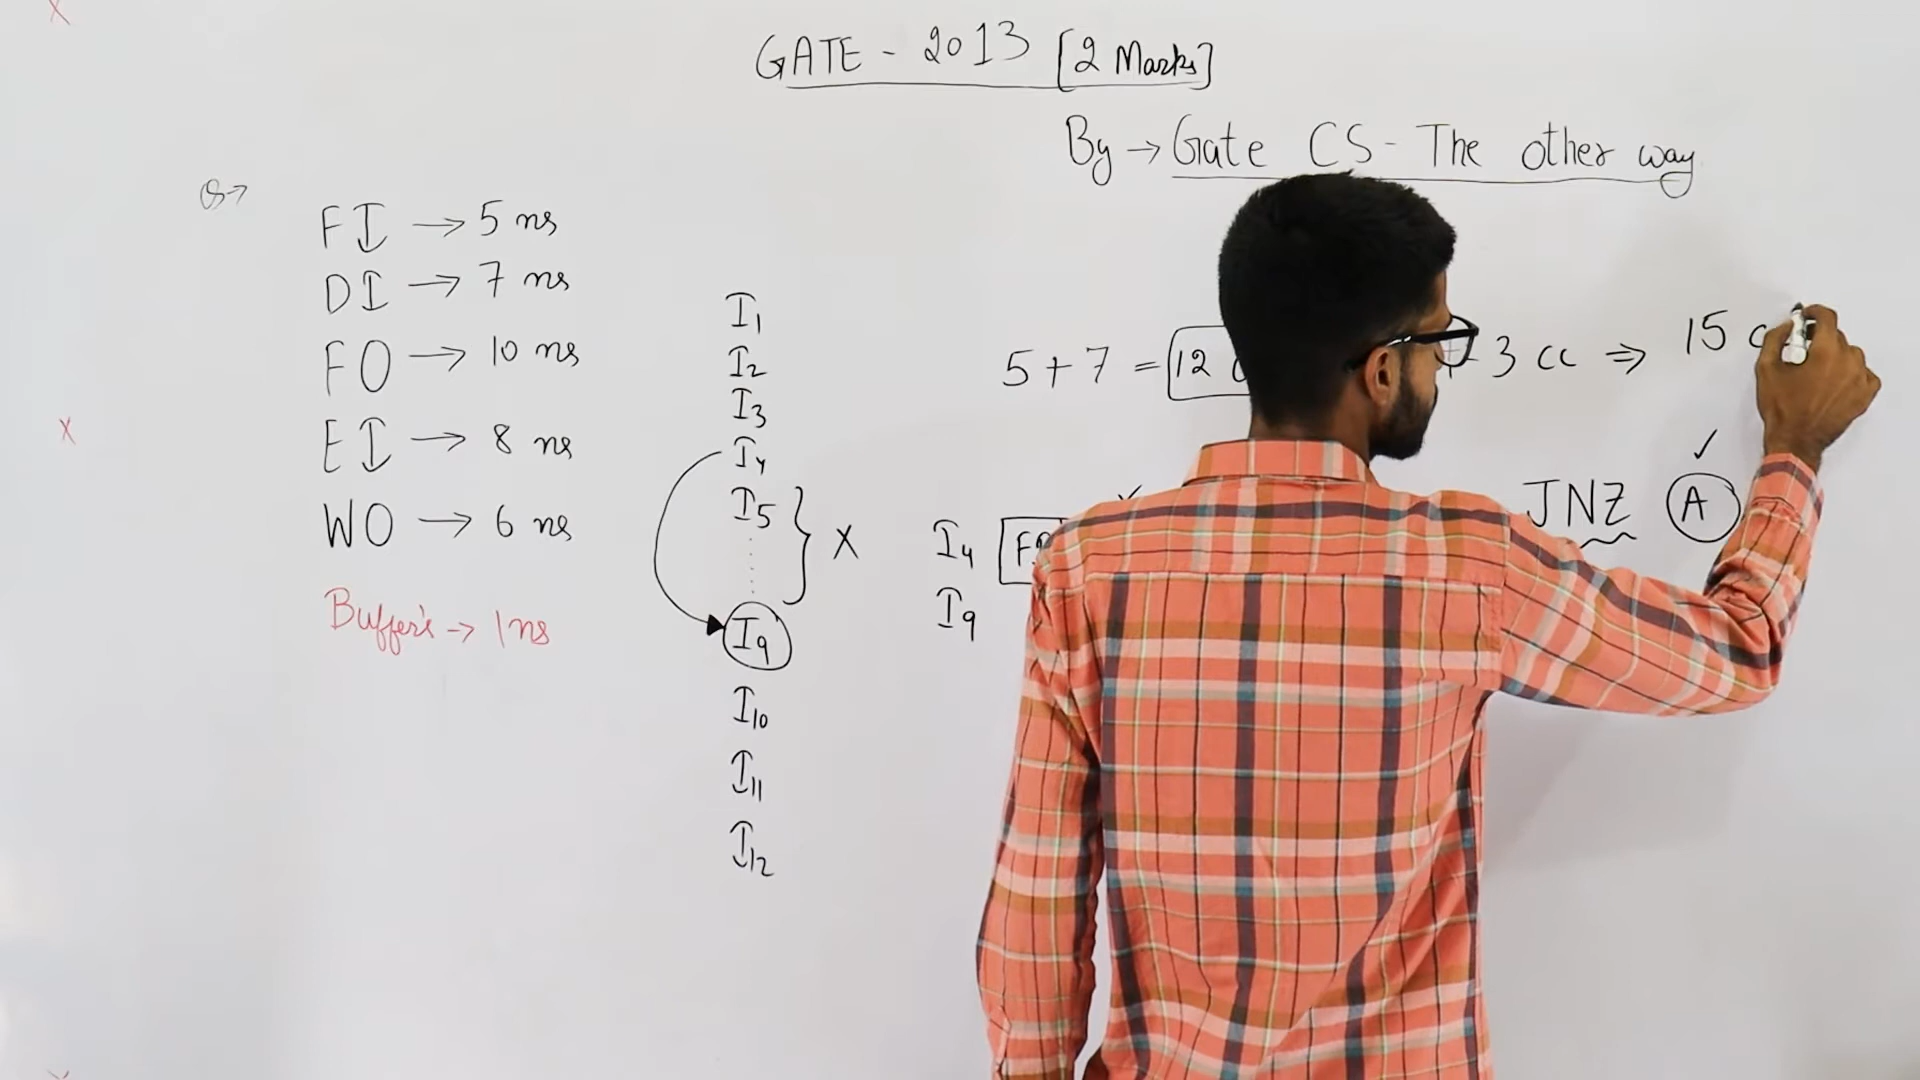 GATE - 2013 [2 Marks]
By → Gate CS - The other way
Q→
FI → 5 ns
DI → 7 ns
FO → 10 ns
EI → 8 ns
WO → 6 ns
Buffer's → 1ns
I1
I2
I3
I4
I5 } X
I9
I10
I11
I12
5 + 7 = 12 + 3 cc ⇒ 15 c
JNZ A
I4
I9